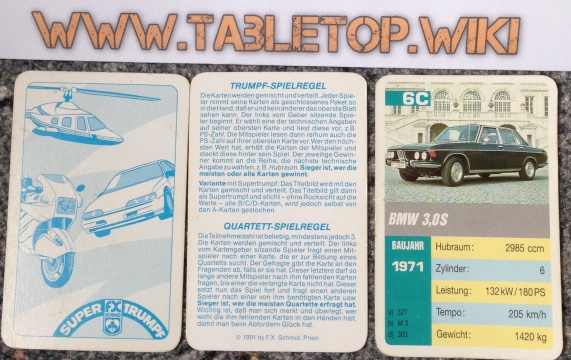 WWW.TABLETOP.WIKI
SUPER FX SCHMID TRUMPF
TRUMPF-SPIELREGEL
Die Karten werden gemischt und verteilt. Jeder Spie-
ler nimmt seine Karten als geschlossenes Paket so
in die Hand, daß er und kein anderer das oberste Blatt
sehen kann. Der links vom Geber sitzende Spie-
ler beginnt. Er wählt eine der technischen Angaben
auf seiner obersten Karte und liest diese vor, z.B.
PS-Zahl. Die Mitspieler lesen dann reihum auch die
PS-Zahl auf ihrer obersten Karte vor. Wer den höch-
sten Wert hat, erhält die Karten der Mitspieler und
steckt diese hinter sein Spiel. Der jeweilige Gewin-
ner kommt an die Reihe, die nächste technische
Angabe zu wählen, z.B. Hubraum. Sieger ist, wer die
meisten oder alle Karten gewinnt.
Variante mit Supertrumpf: Das Titelbild wird mit den
Karten gemischt und verteilt. Das Titelbild gilt dann
als Supertrumpf und sticht – ohne Rücksicht auf die
Werte – alle B/C/D-Karten, wird jedoch selbst von
den A-Karten gestochen.
QUARTETT-SPIELREGEL
Die Teilnehmerzahl ist beliebig, mindestens jedoch 3.
Die Karten werden gemischt und verteilt. Der links
vom Kartengeber sitzende Spieler fragt einen Mit-
spieler nach einer Karte, die er zur Bildung eines
Quartetts sucht. Der Gefragte gibt die Karte an den
Fragenden ab, falls er sie hat. Dieser letztere darf so
lange andere Mitspieler nach ihm fehlenden Karten
fragen, bis einer die verlangte Karte nicht hat. Dieser
setzt nun das Spiel fort und fragt einen anderen
Spieler nach einer von ihm benötigten Karte usw.
Sieger ist, wer die meisten Quartette erfragt hat.
Wichtig ist, daß man sich merkt und überlegt, wer
wohl die ihm fehlenden Karten in den Händen hält,
damit man beim Abfordern Glück hat.
© 1991 by F.X. Schmid, Prien
6C
BMW 3,0S
BAUJAHR
1971
a) 327
b) M 3
d) 303
Hubraum: 2985 ccm
Zylinder: 6
Leistung: 132 kW / 180 PS
Tempo: 205 km/h
Gewicht: 1420 kg